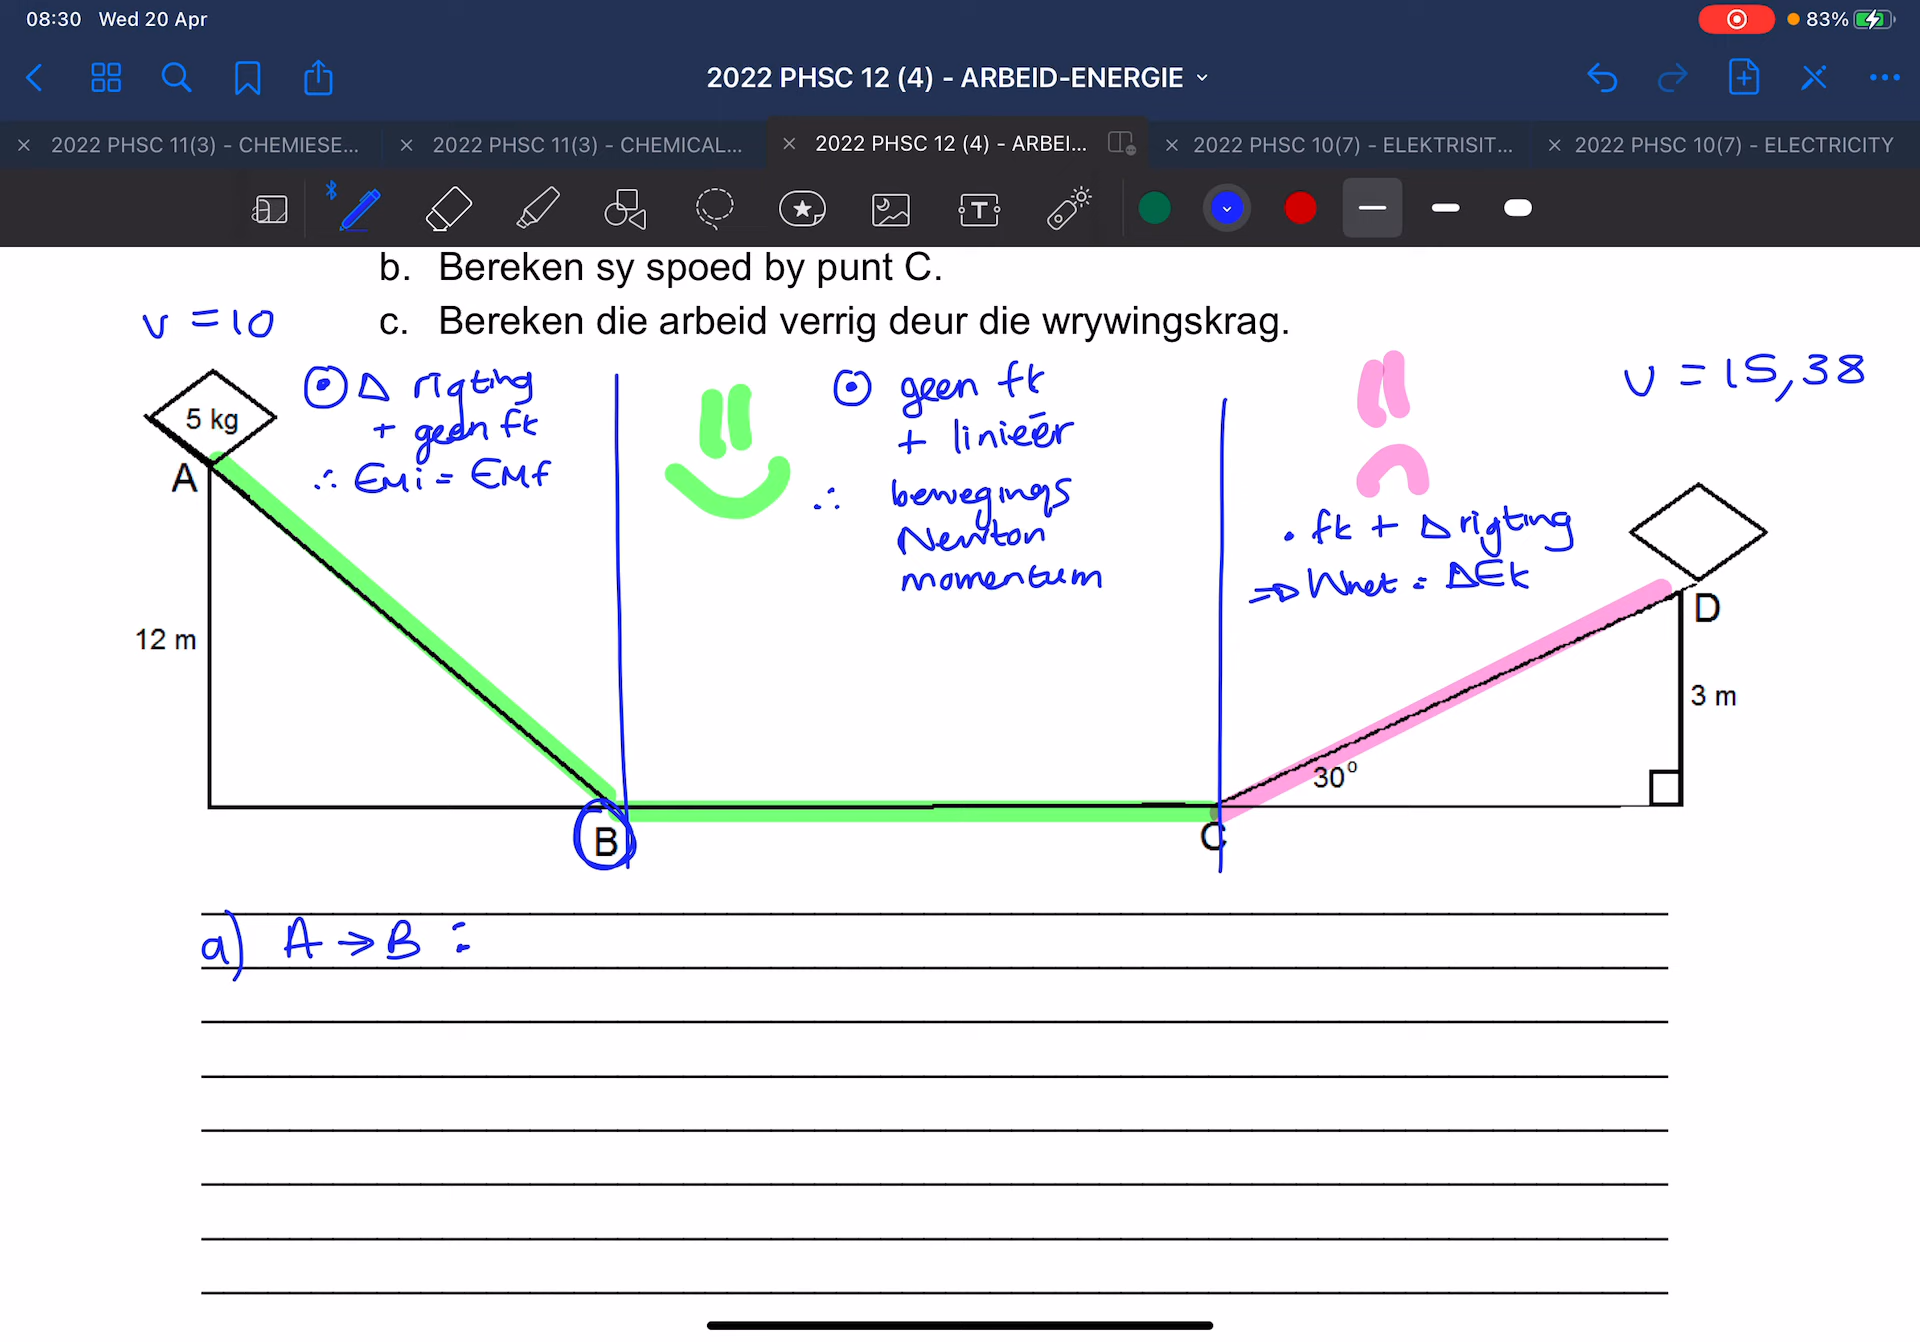 08:30 Wed 20 Apr
83%
2022 PHSC 12 (4) - ARBEID-ENERGIE
2022 PHSC 11(3) - CHEMIESE...
2022 PHSC 11(3) - CHEMICAL...
2022 PHSC 12 (4) - ARBEI...
2022 PHSC 10(7) - ELEKTRISIT...
2022 PHSC 10(7) - ELECTRICITY
b. Bereken sy spoed by punt C.
c. Bereken die arbeid verrig deur die wrywingskrag.
v = 10
v = 15,38
5 kg
A
Δ rigting
+ geen fk
∴ EMi = EMf
geen fk
+ liniēer
∴ bewegings
Newton
momentum
• fk + Δ rigting
⇒ Wnet = ΔEk
D
12 m
3 m
30°
B
C
a) A → B :